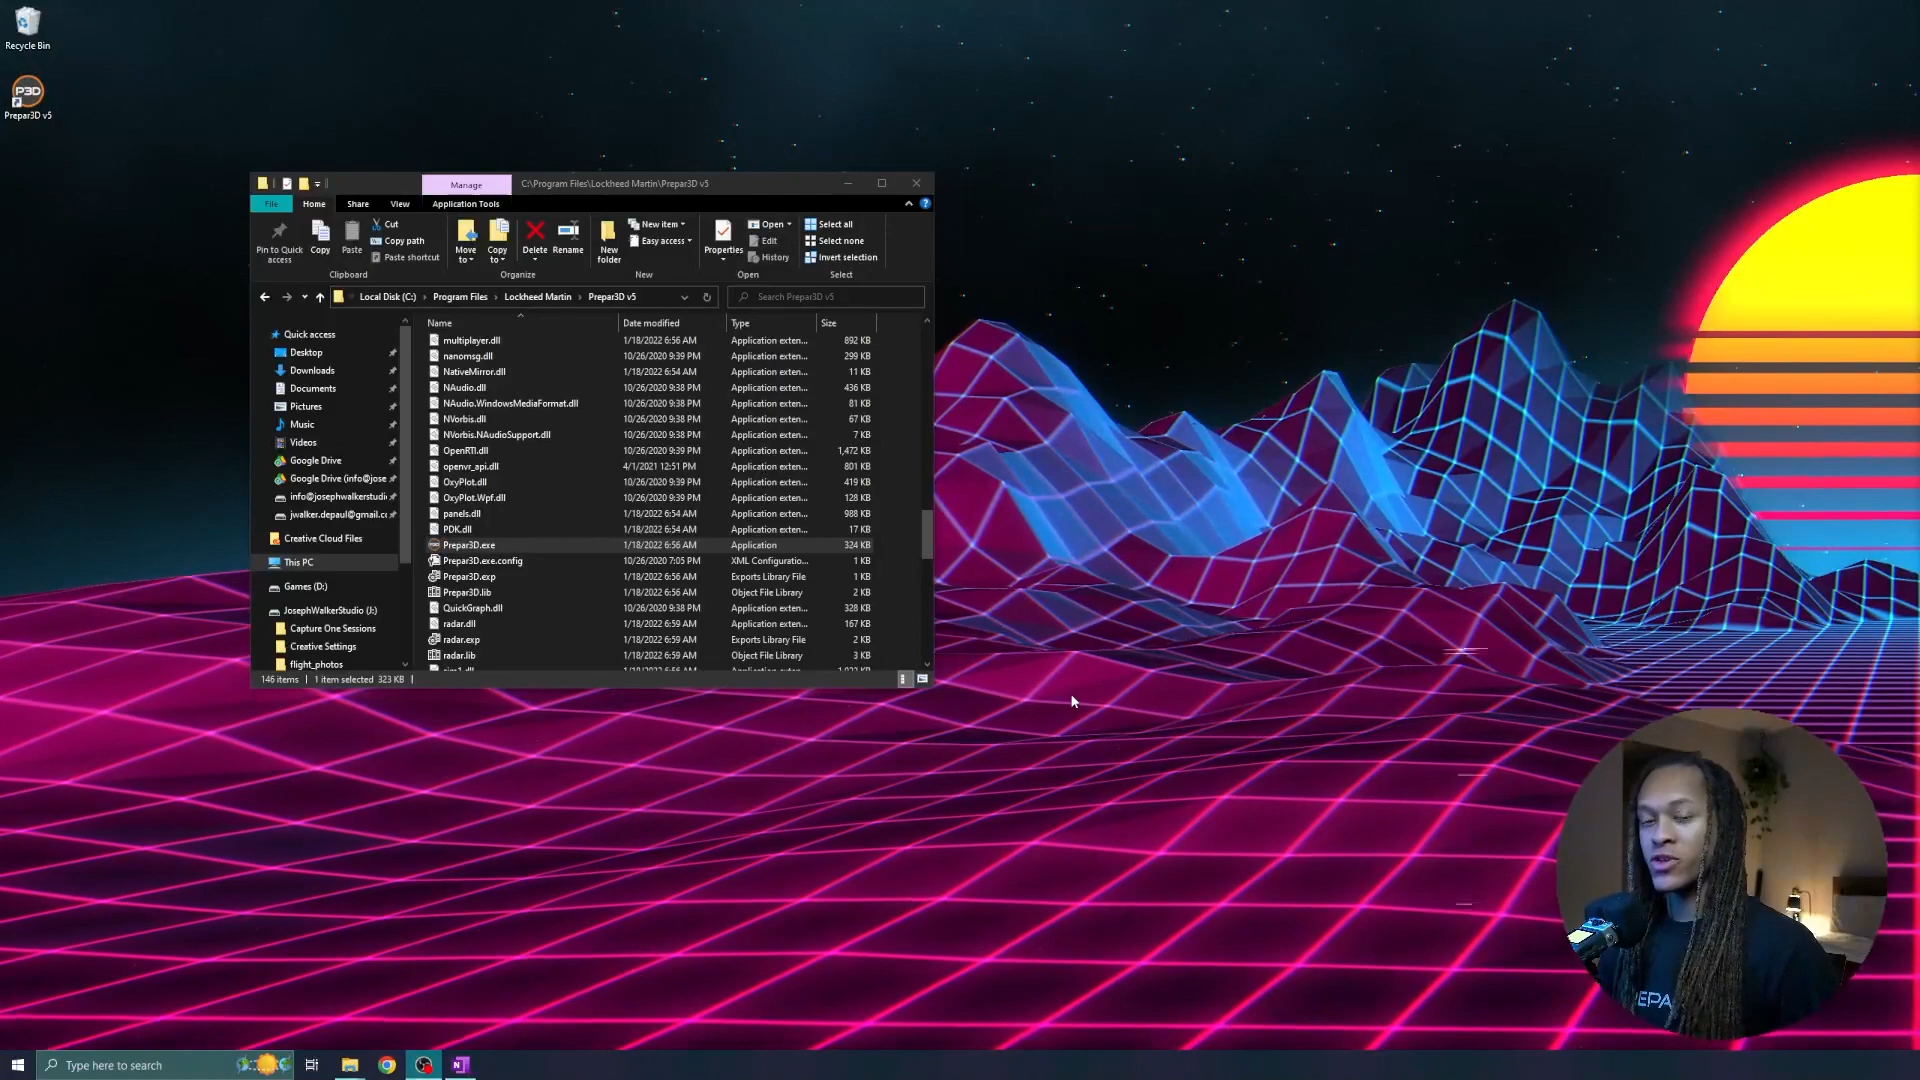 Recycle Bin
P3D
Prepar3D v5
Manage
C:\Program Files\Lockheed Martin\Prepar3D v5
File
Home
Share
View
Application Tools
Pin to Quick access
Copy
Paste
Cut
Copy path
Paste shortcut
Clipboard
Move to
Copy to
Delete
Rename
Organize
New folder
New item
Easy access
New
Properties
Open
Edit
History
Open
Select all
Select none
Invert selection
Select
Local Disk (C:) › Program Files › Lockheed Martin › Prepar3D v5
Search Prepar3D v5
Quick access
Desktop
Downloads
Documents
Pictures
Music
Videos
Google Drive
Google Drive (info@jose
info@josephwalkerstudi
jwalker.depaul@gmail.cc
Creative Cloud Files
This PC
Games (D:)
JosephWalkerStudio (J:)
Capture One Sessions
Creative Settings
flight_photos
Name Date modified Type Size
multiplayer.dll 1/18/2022 6:56 AM Application exten... 892 KB
nanomsg.dll 10/26/2020 9:39 PM Application exten... 299 KB
NativeMirror.dll 1/18/2022 6:54 AM Application exten... 11 KB
NAudio.dll 10/26/2020 9:38 PM Application exten... 436 KB
NAudio.WindowsMediaFormat.dll 10/26/2020 9:38 PM Application exten... 81 KB
NVorbis.dll 10/26/2020 9:38 PM Application exten... 67 KB
NVorbis.NAudioSupport.dll 10/26/2020 9:38 PM Application exten... 7 KB
OpenRTI.dll 10/26/2020 9:39 PM Application exten... 1,472 KB
openvr_api.dll 4/1/2021 12:51 PM Application exten... 801 KB
OxyPlot.dll 10/26/2020 9:39 PM Application exten... 419 KB
OxyPlot.Wpf.dll 10/26/2020 9:39 PM Application exten... 128 KB
panels.dll 1/18/2022 6:54 AM Application exten... 988 KB
PDK.dll 1/18/2022 6:54 AM Application exten... 17 KB
Prepar3D.exe 1/18/2022 6:56 AM Application 324 KB
Prepar3D.exe.config 10/26/2020 7:05 PM XML Configuratio... 1 KB
Prepar3D.exp 1/18/2022 6:56 AM Exports Library File 1 KB
Prepar3D.lib 1/18/2022 6:56 AM Object File Library 2 KB
QuickGraph.dll 10/26/2020 9:38 PM Application exten... 328 KB
radar.dll 1/18/2022 6:59 AM Application exten... 167 KB
radar.exp 1/18/2022 6:59 AM Exports Library File 2 KB
radar.lib 1/18/2022 6:59 AM Object File Library 3 KB
146 items 1 item selected 323 KB
EPA
Type here to search
N